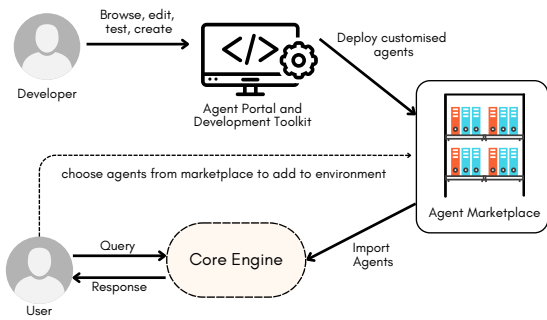 Browse, edit,
test, create
Deploy customised
agents
Developer
Agent Portal and
Development Toolkit
choose agents from marketplace to add to environment
Agent Marketplace
Query
Core Engine
Import
Agents
Response
User